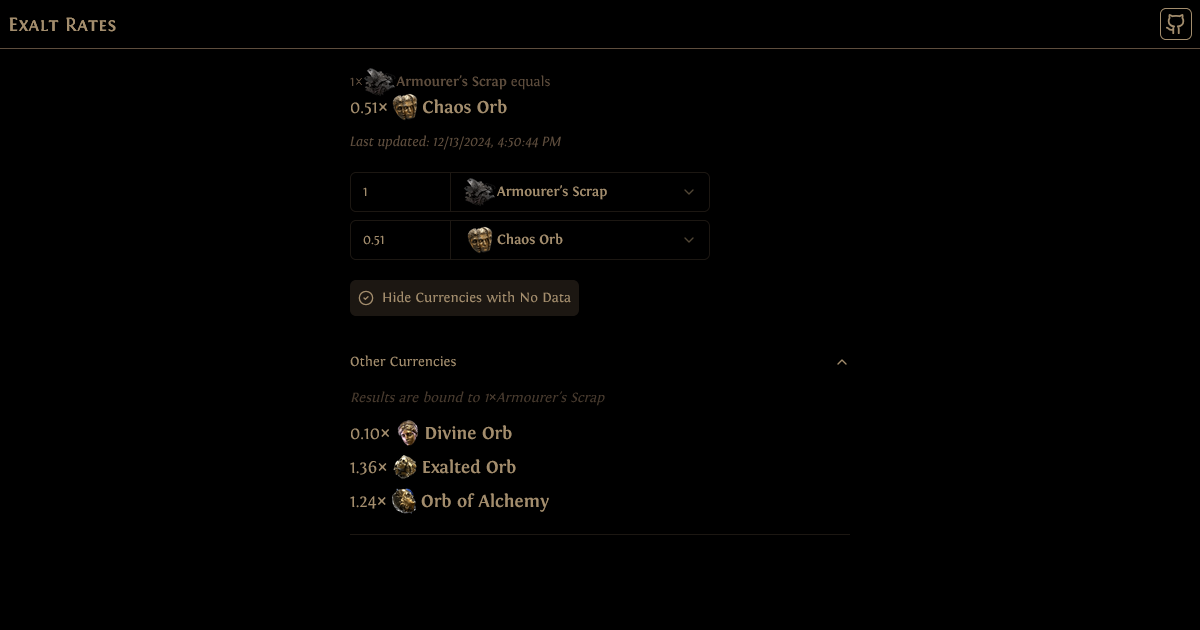 Exalt Rates
1× Armourer's Scrap equals
0.51× Chaos Orb
Last updated: 12/13/2024, 4:50:44 PM
1 Armourer's Scrap
0.51 Chaos Orb
Hide Currencies with No Data
Other Currencies
Results are bound to 1×Armourer's Scrap
0.10× Divine Orb
1.36× Exalted Orb
1.24× Orb of Alchemy